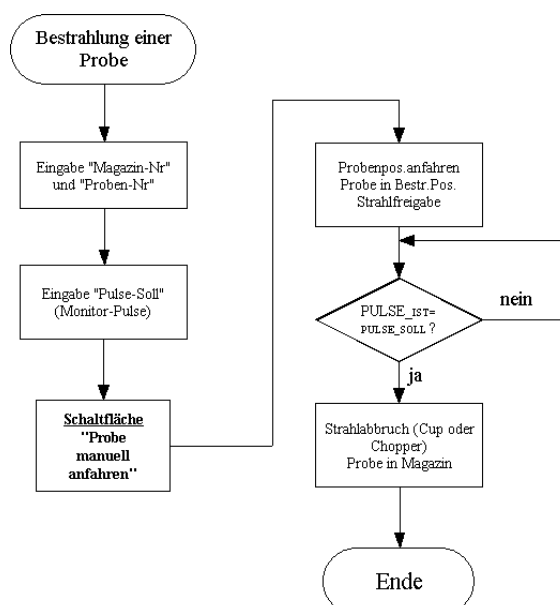 Bestrahlung einer
Probe
Eingabe "Magazin-Nr"
und "Proben-Nr"
Eingabe "Pulse-Soll"
(Monitor-Pulse)
Schaltfläche
"Probe
manuell
anfahren"
Probenpos.anfahren
Probe in Bestr.Pos.
Strahlfreigabe
PULSE_IST=
PULSE_SOLL ?
nein
ja
Strahlabbruch (Cup oder
Chopper)
Probe in Magazin
Ende